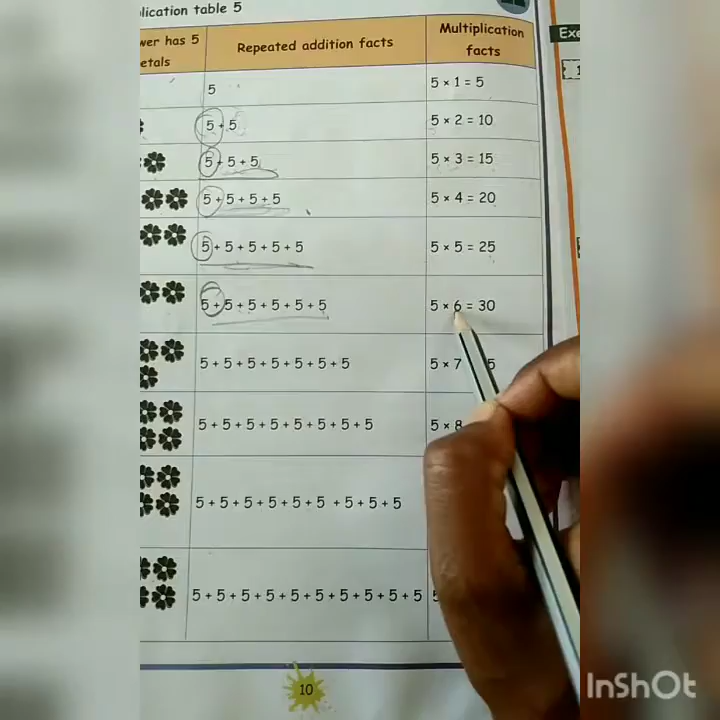 lication table 5
wer has 5
etals
Repeated addition facts
Multiplication
facts
Exe
5
5 × 1 = 5
5 + 5
5 × 2 = 10
5 + 5 + 5
5 × 3 = 15
5 + 5 + 5 + 5
5 × 4 = 20
5 + 5 + 5 + 5 + 5
5 × 5 = 25
5 + 5 + 5 + 5 + 5 + 5
5 × 6 = 30
5 + 5 + 5 + 5 + 5 + 5 + 5
5 × 7 5
5 + 5 + 5 + 5 + 5 + 5 + 5 + 5
5 × 8
5 + 5 + 5 + 5 + 5 + 5 + 5 + 5 + 5
5 + 5 + 5 + 5 + 5 + 5 + 5 + 5 + 5 + 5
5
10
InShOt